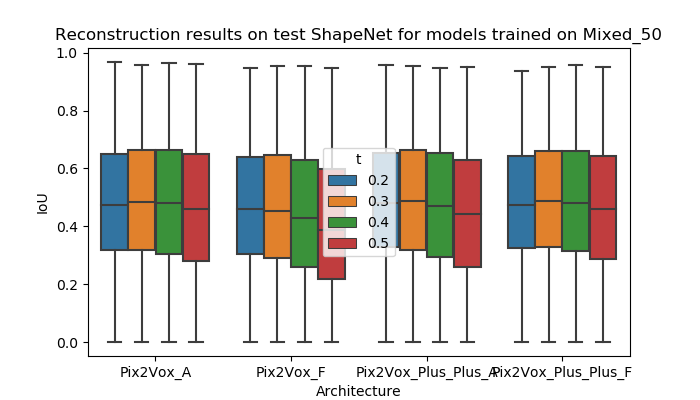 Reconstruction results on test ShapeNet for models trained on Mixed_50
1.0
0.8
0.6
0.4
0.2
0.0
IoU
t
0.2
0.3
0.4
0.5
Pix2Vox_A
Pix2Vox_F
Pix2Vox_Plus_Plus_A
Pix2Vox_Plus_Plus_F
Architecture